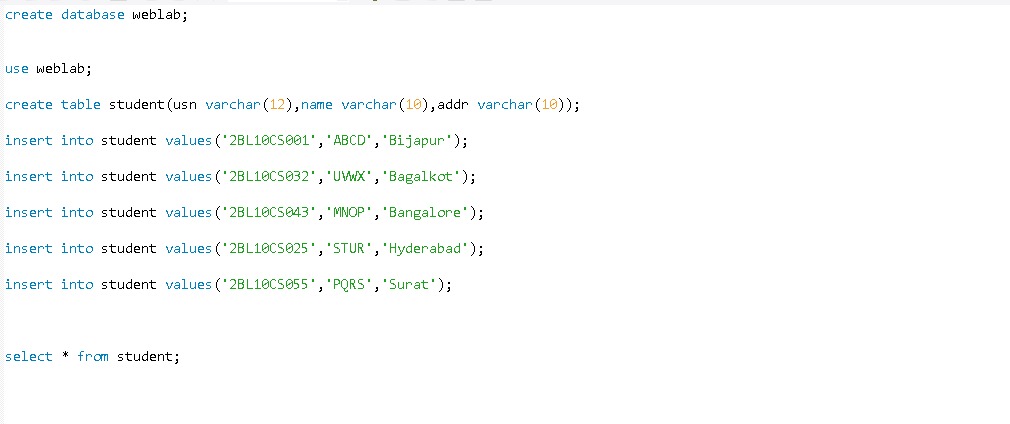 create database weblab;
use weblab;
create table student(usn varchar(12),name varchar(10),addr varchar(10));
insert into student values('2BL10CS001','ABCD','Bijapur');
insert into student values('2BL10CS032','UVWX','Bagalkot');
insert into student values('2BL10CS043','MNOP','Bangalore');
insert into student values('2BL10CS025','STUR','Hyderabad');
insert into student values('2BL10CS055','PQRS','Surat');
select * from student;